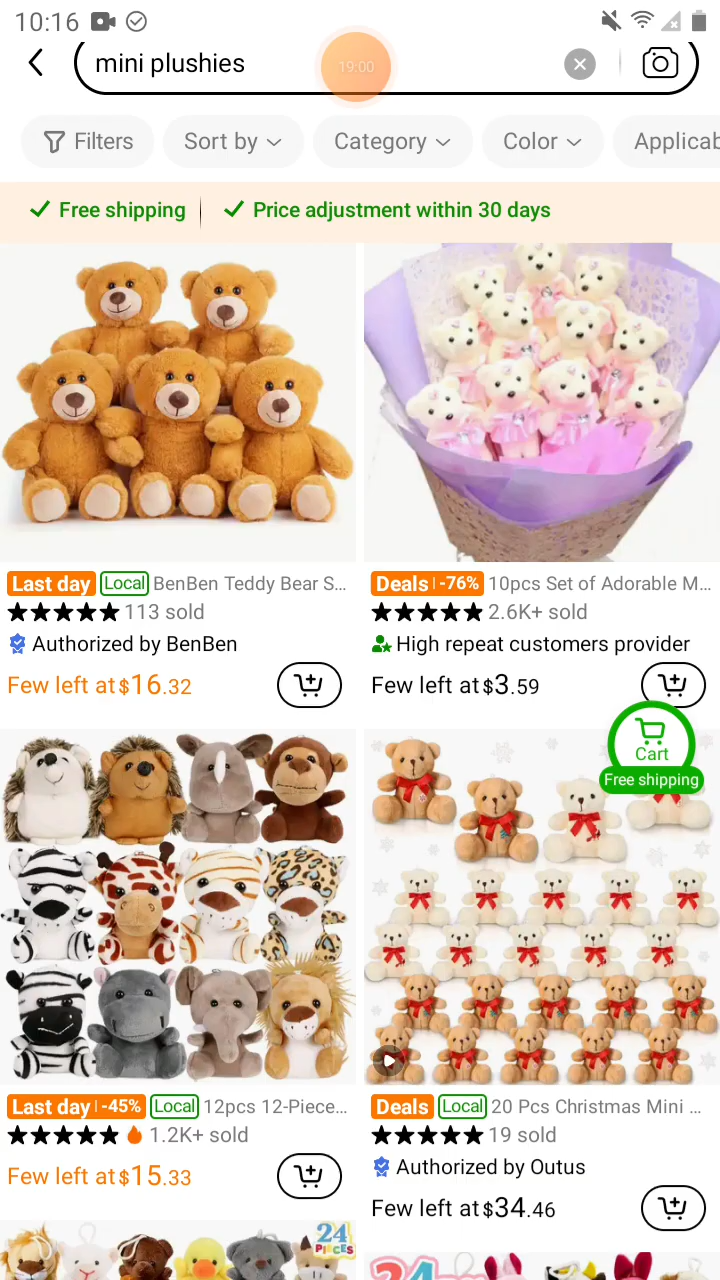 10:16
mini plushies
19:00
Filters
Sort by
Category
Color
Applicab
Free shipping
Price adjustment within 30 days
Last day Local BenBen Teddy Bear S...
113 sold
Authorized by BenBen
Few left at $16.32
Deals -76% 10pcs Set of Adorable M...
2.6K+ sold
High repeat customers provider
Few left at $3.59
Cart
Free shipping
Last day -45% Local 12pcs 12-Piece...
1.2K+ sold
Few left at $15.33
Deals Local 20 Pcs Christmas Mini ...
19 sold
Authorized by Outus
Few left at $34.46
24
PIECES
24